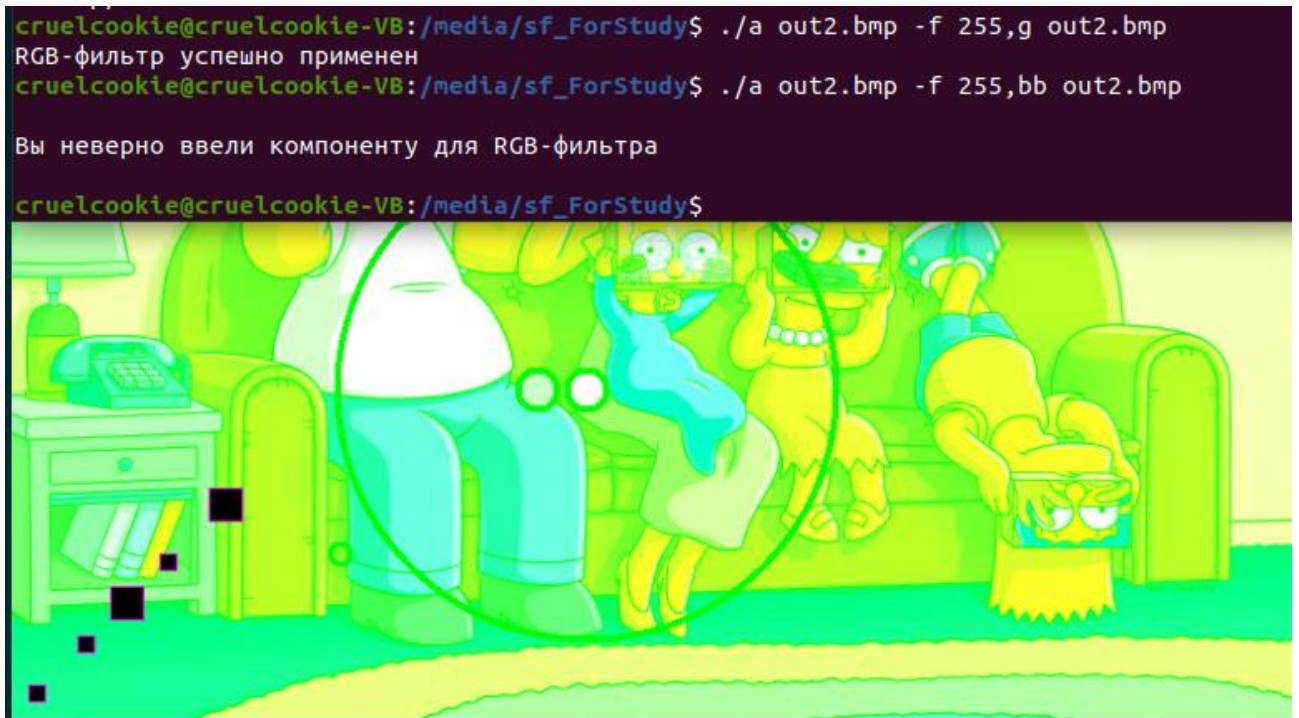 cruelcookie@cruelcookie-VB:/media/sf_ForStudy$ ./a out2.bmp -f 255,g out2.bmp
RGB-фильтр успешно применен
cruelcookie@cruelcookie-VB:/media/sf_ForStudy$ ./a out2.bmp -f 255,bb out2.bmp
Вы неверно ввели компоненту для RGB-фильтра
cruelcookie@cruelcookie-VB:/media/sf_ForStudy$